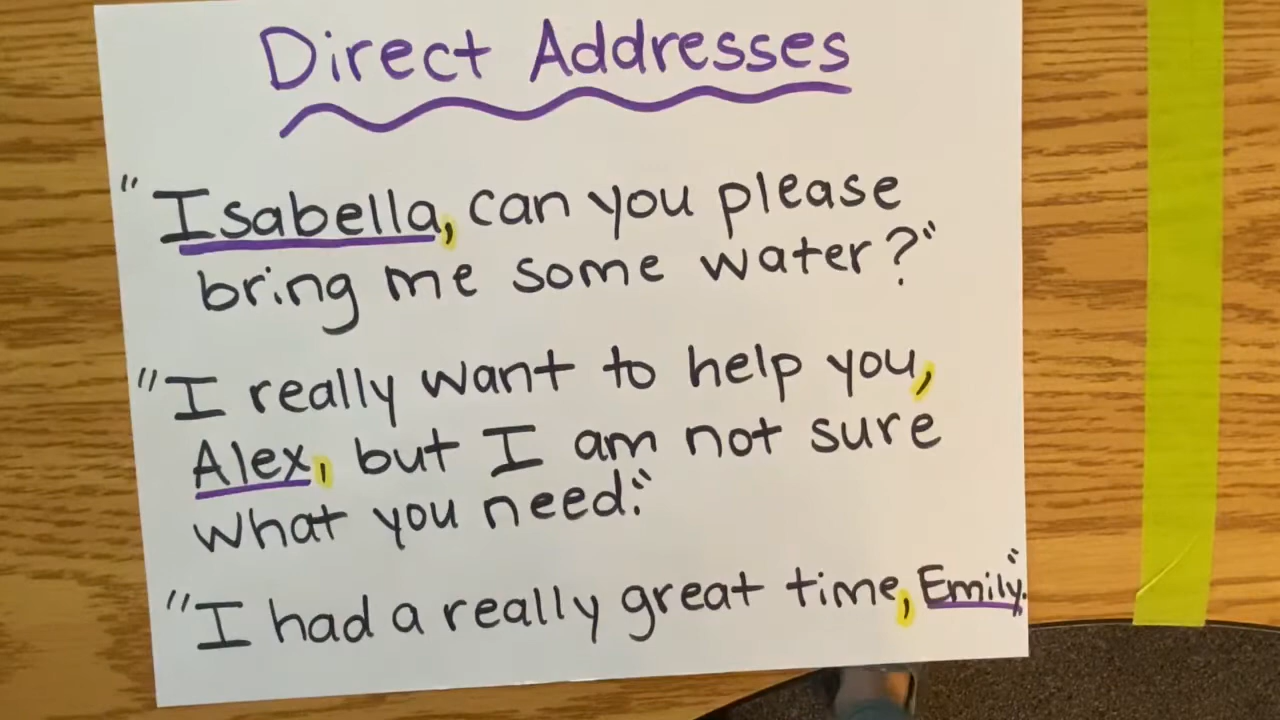 Direct Addresses
"Isabella, can you please
bring me some water?"
"I really want to help you,
Alex, but I am not sure
what you need."
"I had a really great time, Emily."